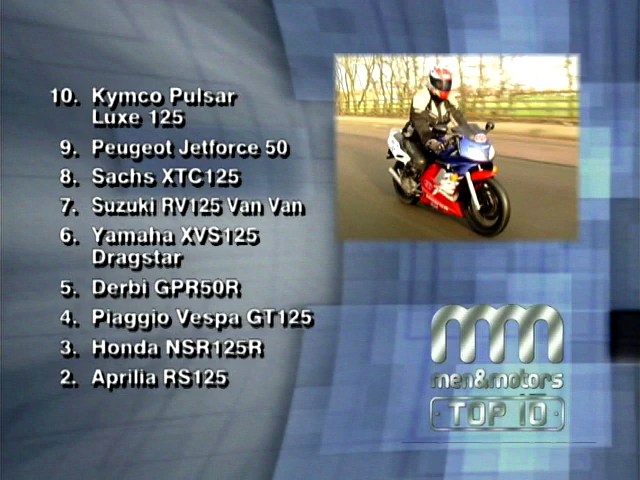 10. Kymco Pulsar
Luxe 125
9. Peugeot Jetforce 50
8. Sachs XTC125
7. Suzuki RV125 Van Van
6. Yamaha XVS125
Dragstar
5. Derbi GPR50R
4. Piaggio Vespa GT125
3. Honda NSR125R
2. Aprilia RS125
men&motors
TOP 10